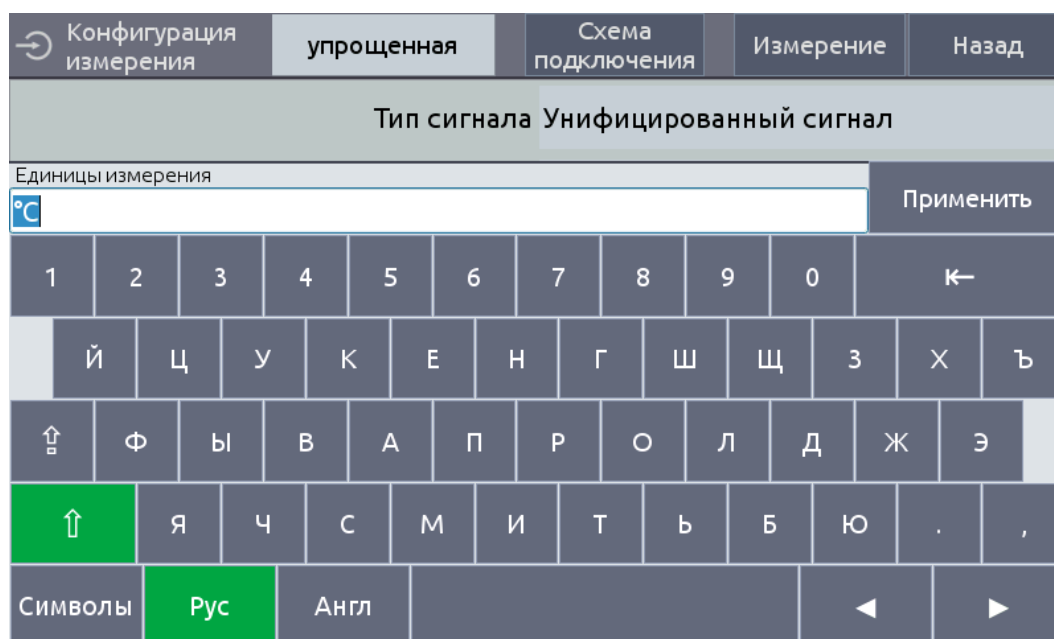 Конфигурация
измерения
упрощенная
Схема
подключения
Измерение
Назад
Тип сигнала Унифицированный сигнал
Единицы измерения
°C
Применить
1 2 3 4 5 6 7 8 9 0
Й Ц У К Е Н Г Ш Щ З Х Ъ
Ф Ы В А П Р О Л Д Ж Э
Я Ч С М И Т Ь Б Ю . ,
Символы Рус Англ